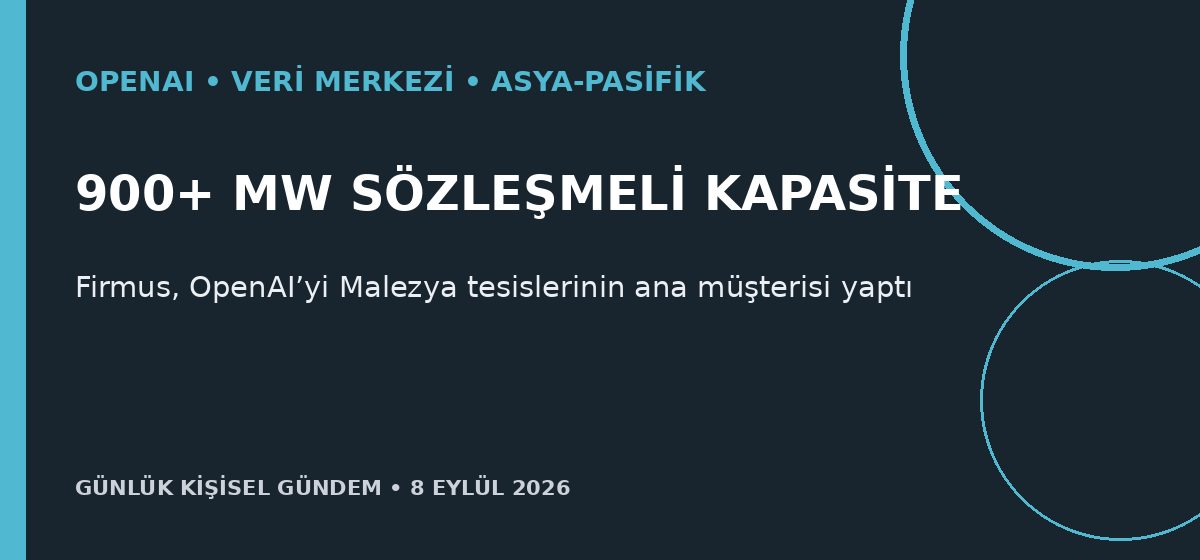 OPENAI • VERİ MERKEZİ • ASYA-PASİFİK
900+ MW SÖZLEŞMELİ KAPASİTE
Firmus, OpenAI’yi Malezya tesislerinin ana müşterisi yaptı
GÜNLÜK KİŞİSEL GÜNDEM • 8 EYLÜL 2026